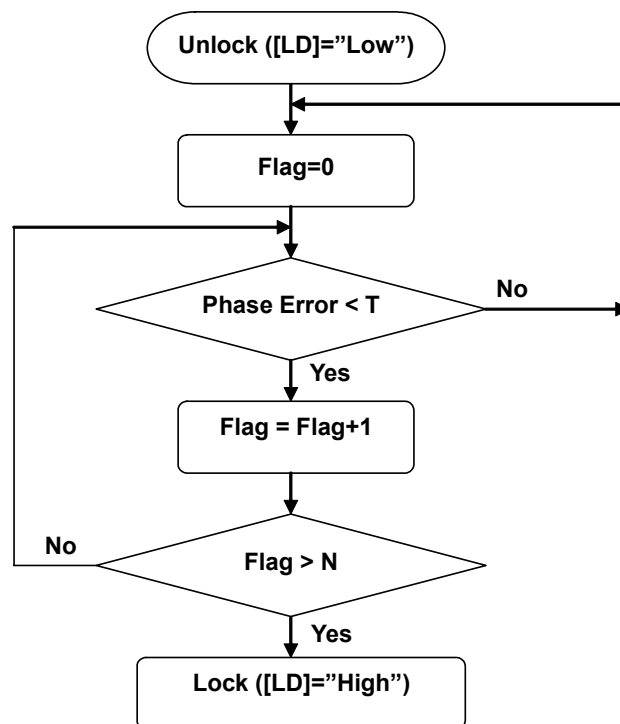 Unlock ([LD]=”Low”)
Flag=0
Phase Error < T
No
Yes
Flag = Flag+1
No
Flag > N
Yes
Lock ([LD]=”High”)